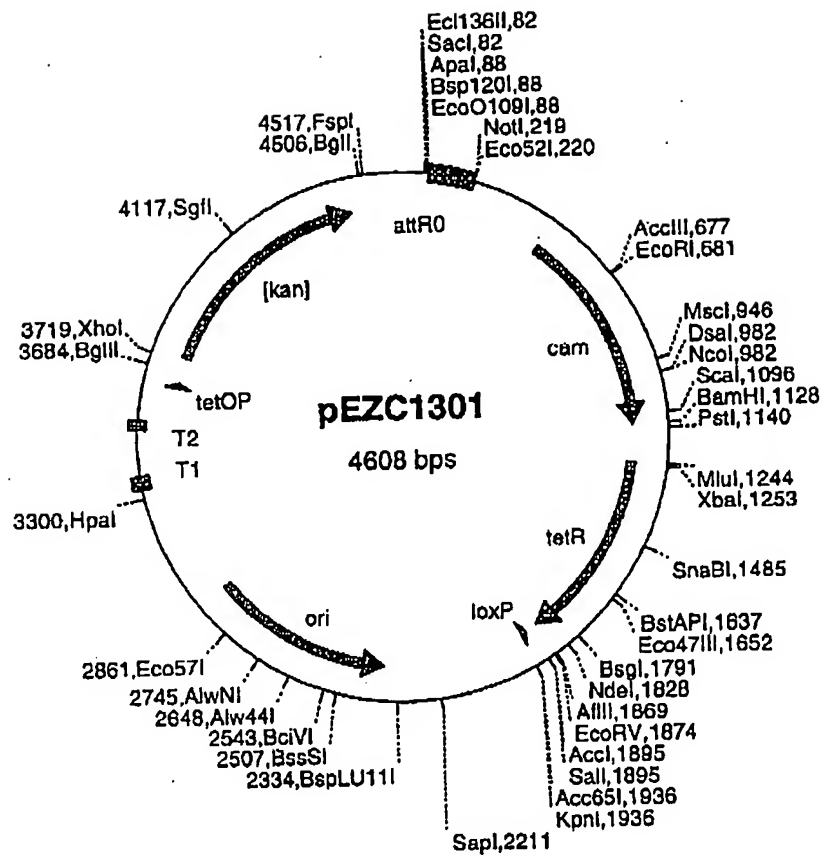 Ecl136II,82
SacI,82
ApaI,88
Bsp120I,88
EcoO109I,88
NotI,219
Eco52I,220
4517,FspI
4506,BglI
4117,SgfI
attR0
AccIII,677
EcoRI,681
[kan]
MscI,946
DsaI,982
NcoI,982
ScaI,1096
BamHI,1128
PstI,1140
cam
3719,XhoI
3684,BglII
tetOP
pEZC1301
4608 bps
T2
T1
MluI,1244
XbaI,1253
3300,HpaI
tetR
SnaBI,1485
ori
loxP
BstAPI,1637
Eco47III,1652
BsgI,1791
NdeI,1828
AflII,1869
EcoRV,1874
AccI,1895
SalI,1895
Acc65I,1936
KpnI,1936
2861,Eco57I
2745,AlwNI
2648,Alw44I
2543,BciVI
2507,BssSI
2334,BspLU11I
SapI,2211